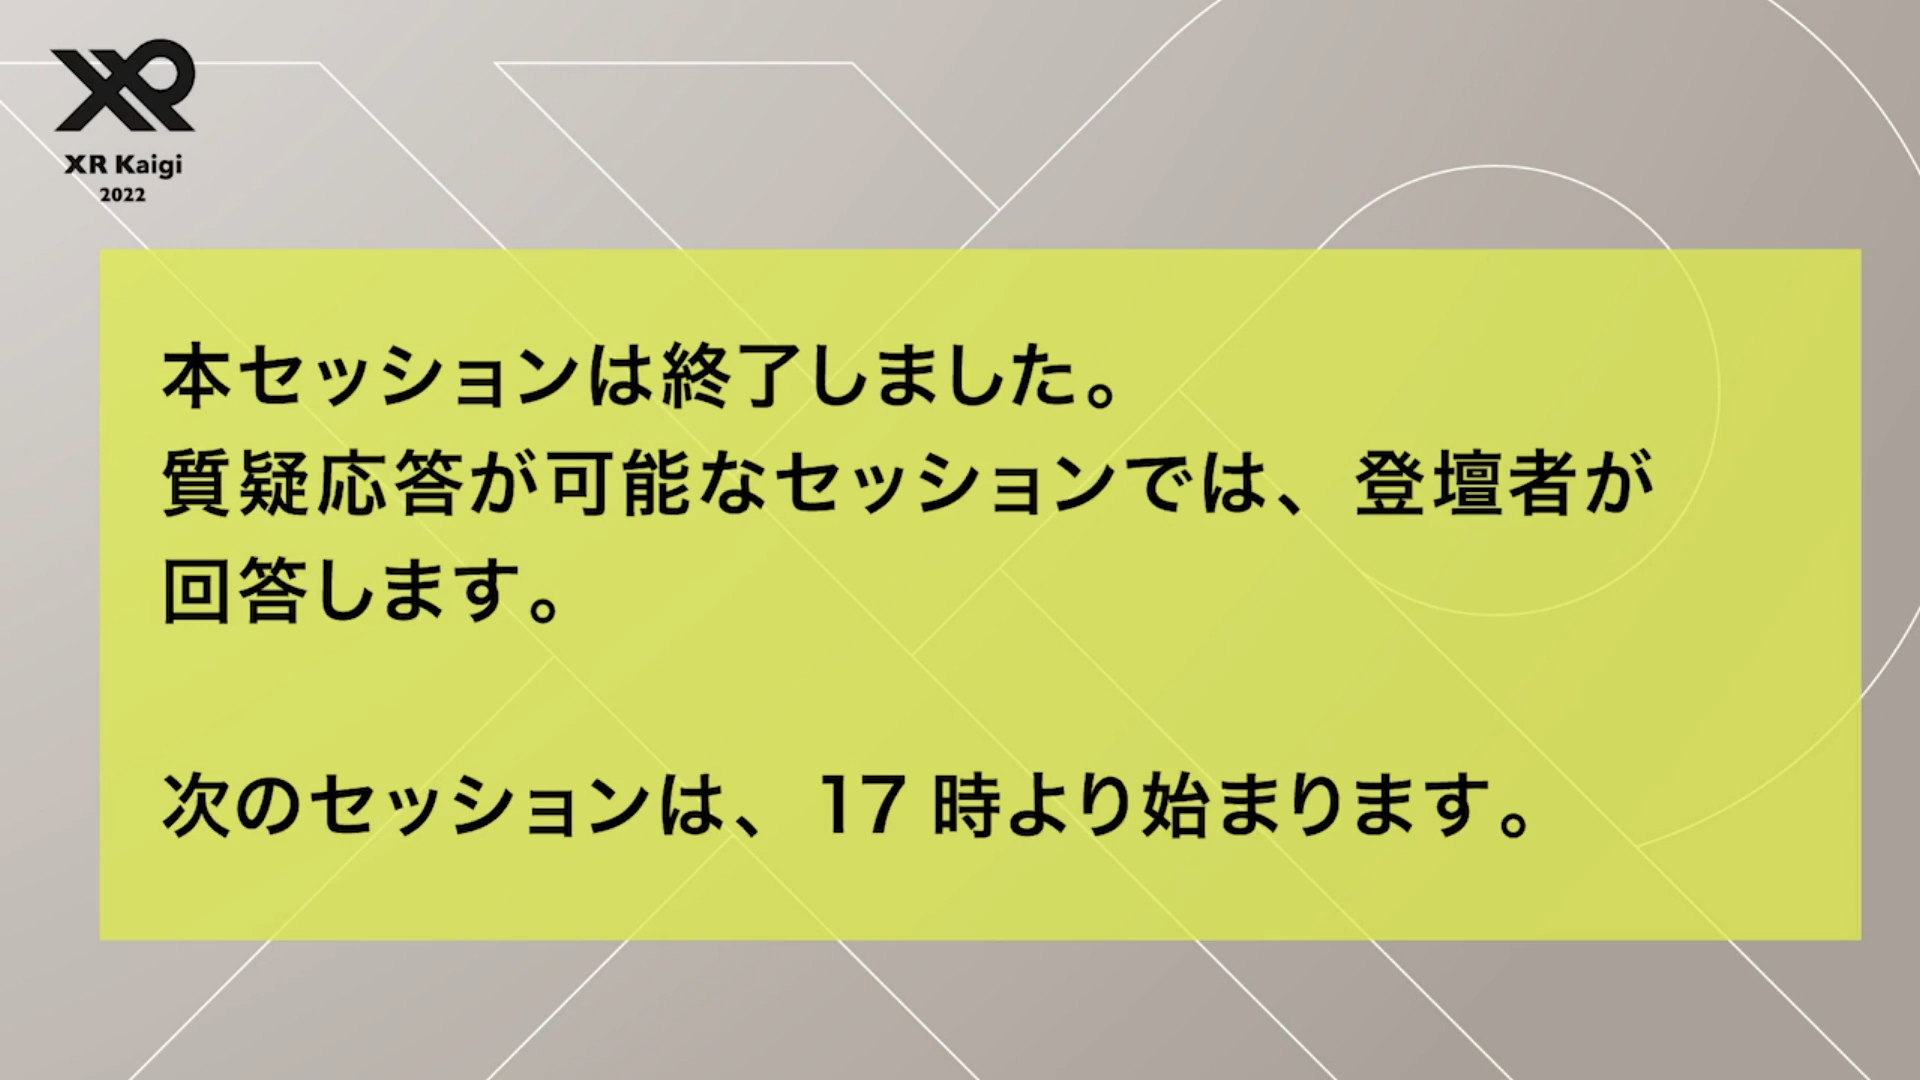 XR
XR Kaigi
2022
本セッションは終了しました。
質疑応答が可能なセッションでは、登壇者が
回答します。
次のセッションは、17 時より始まります。